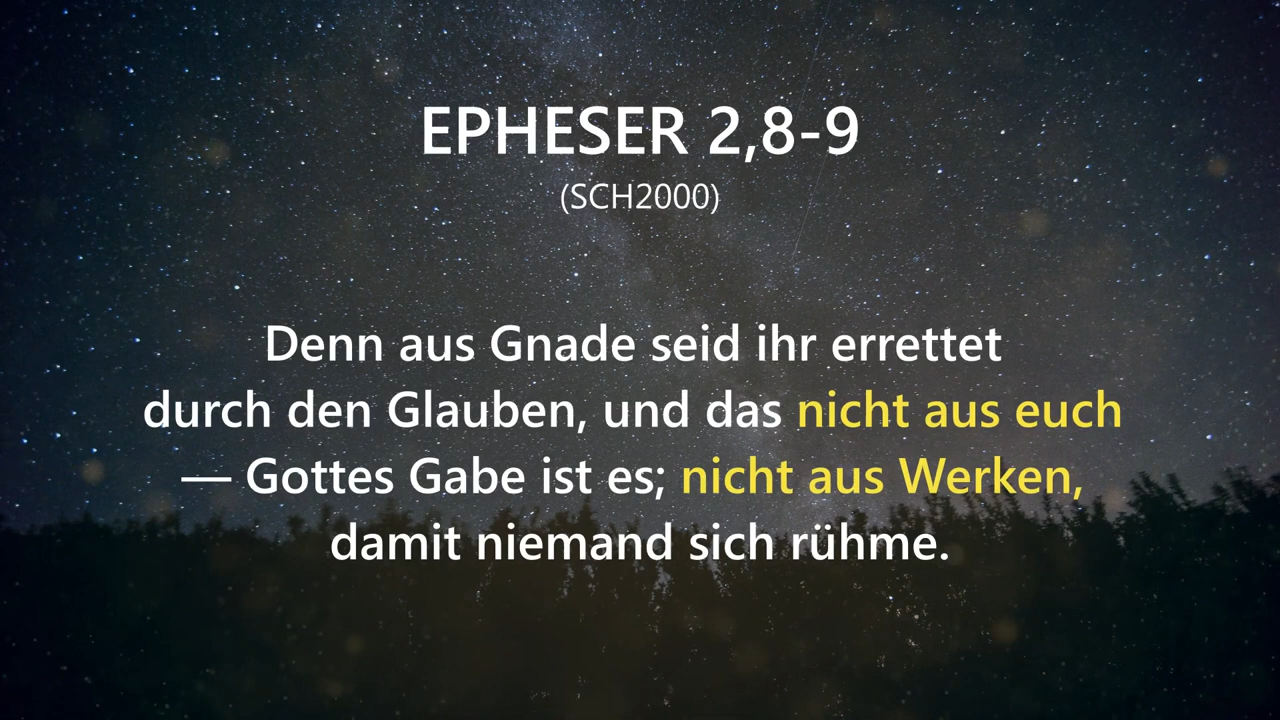 EPHESER 2,8-9
(SCH2000)
Denn aus Gnade seid ihr errettet
durch den Glauben, und das nicht aus euch
— Gottes Gabe ist es; nicht aus Werken,
damit niemand sich rühme.